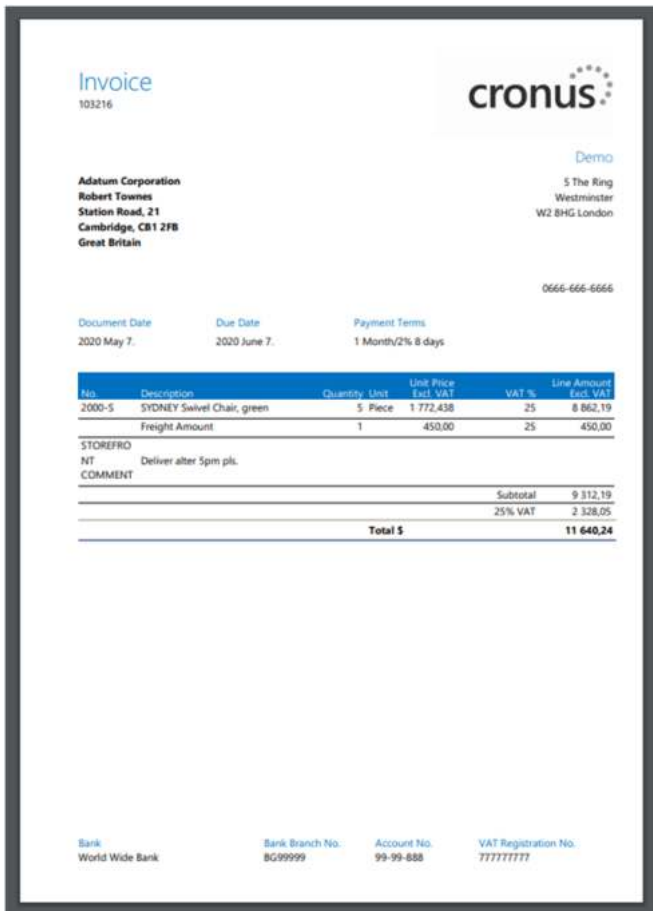 Invoice
103216
cronus
Demo
Adatum Corporation
Robert Townes
Station Road, 21
Cambridge, CB1 2FB
Great Britain
5 The Ring
Westminster
W2 8HG London
0666-666-6666
Document Date Due Date Payment Terms
2020 May 7. 2020 June 7. 1 Month/2% 8 days
No. Description Quantity Unit Unit Price Excl. VAT VAT % Line Amount Excl. VAT
2000-S SYDNEY Swivel Chair, green 5 Piece 1 772,438 25 8 862,19
Freight Amount 1 450,00 25 450,00
STOREFRO
NT Deliver alter 5pm pls.
COMMENT
Subtotal 9 312,19
25% VAT 2 328,05
Total $ 11 640,24
Bank Bank Branch No. Account No. VAT Registration No.
World Wide Bank BG99999 99-99-888 777777777